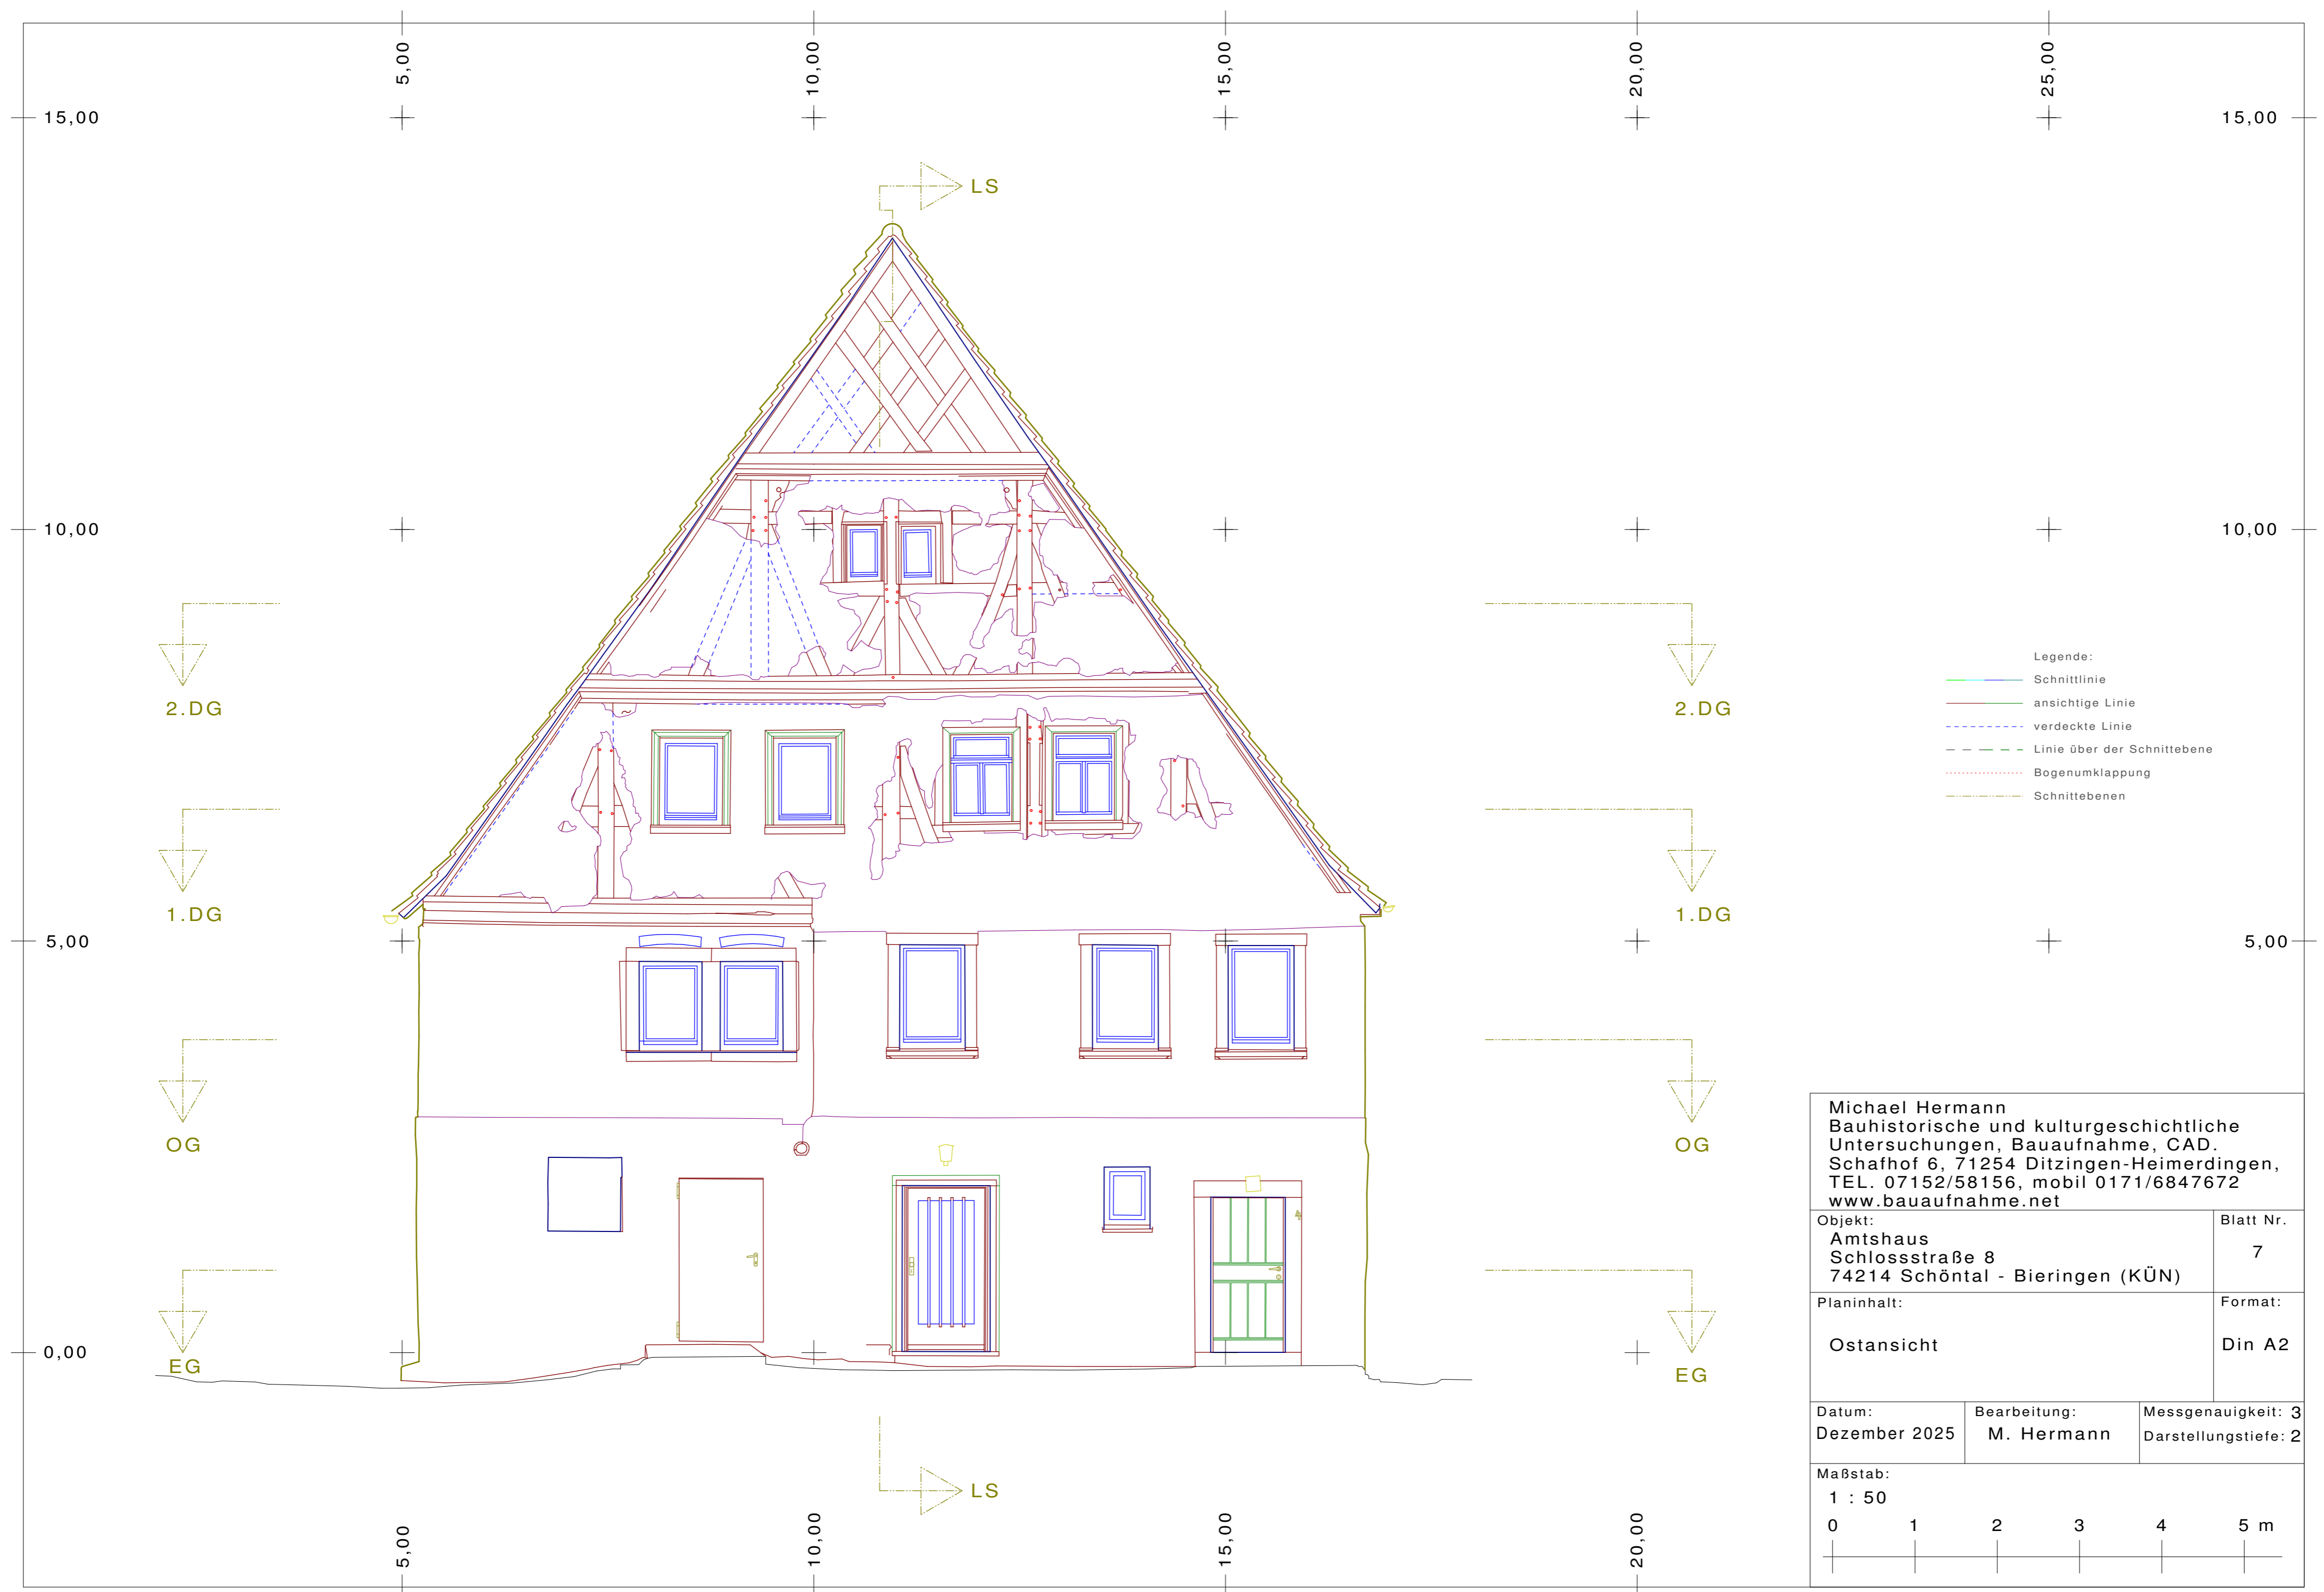 5,00
10,00
15,00
20,00
25,00
15,00
15,00
LS
10,00
10,00
Legende:
Schnittlinie
ansichtige Linie
verdeckte Linie
Linie über der Schnittebene
Bogenumklappung
Schnittebenen
2.DG
2.DG
1.DG
1.DG
5,00
5,00
OG
OG
0,00
EG
EG
LS
5,00
10,00
15,00
20,00
Michael Hermann
Bauhistorische und kulturgeschichtliche
Untersuchungen, Bauaufnahme, CAD.
Schafhof 6, 71254 Ditzingen-Heimerdingen,
TEL. 07152/58156, mobil 0171/6847672
www.bauaufnahme.net
Objekt:
Amtshaus
Schlossstraße 8
74214 Schöntal - Bieringen (KÜN)
Blatt Nr.
7
Planinhalt:
Ostansicht
Format:
Din A2
Datum:
Dezember 2025
Bearbeitung:
M. Hermann
Messgenauigkeit: 3
Darstellungstiefe: 2
Maßstab:
1 : 50
0 1 2 3 4 5 m